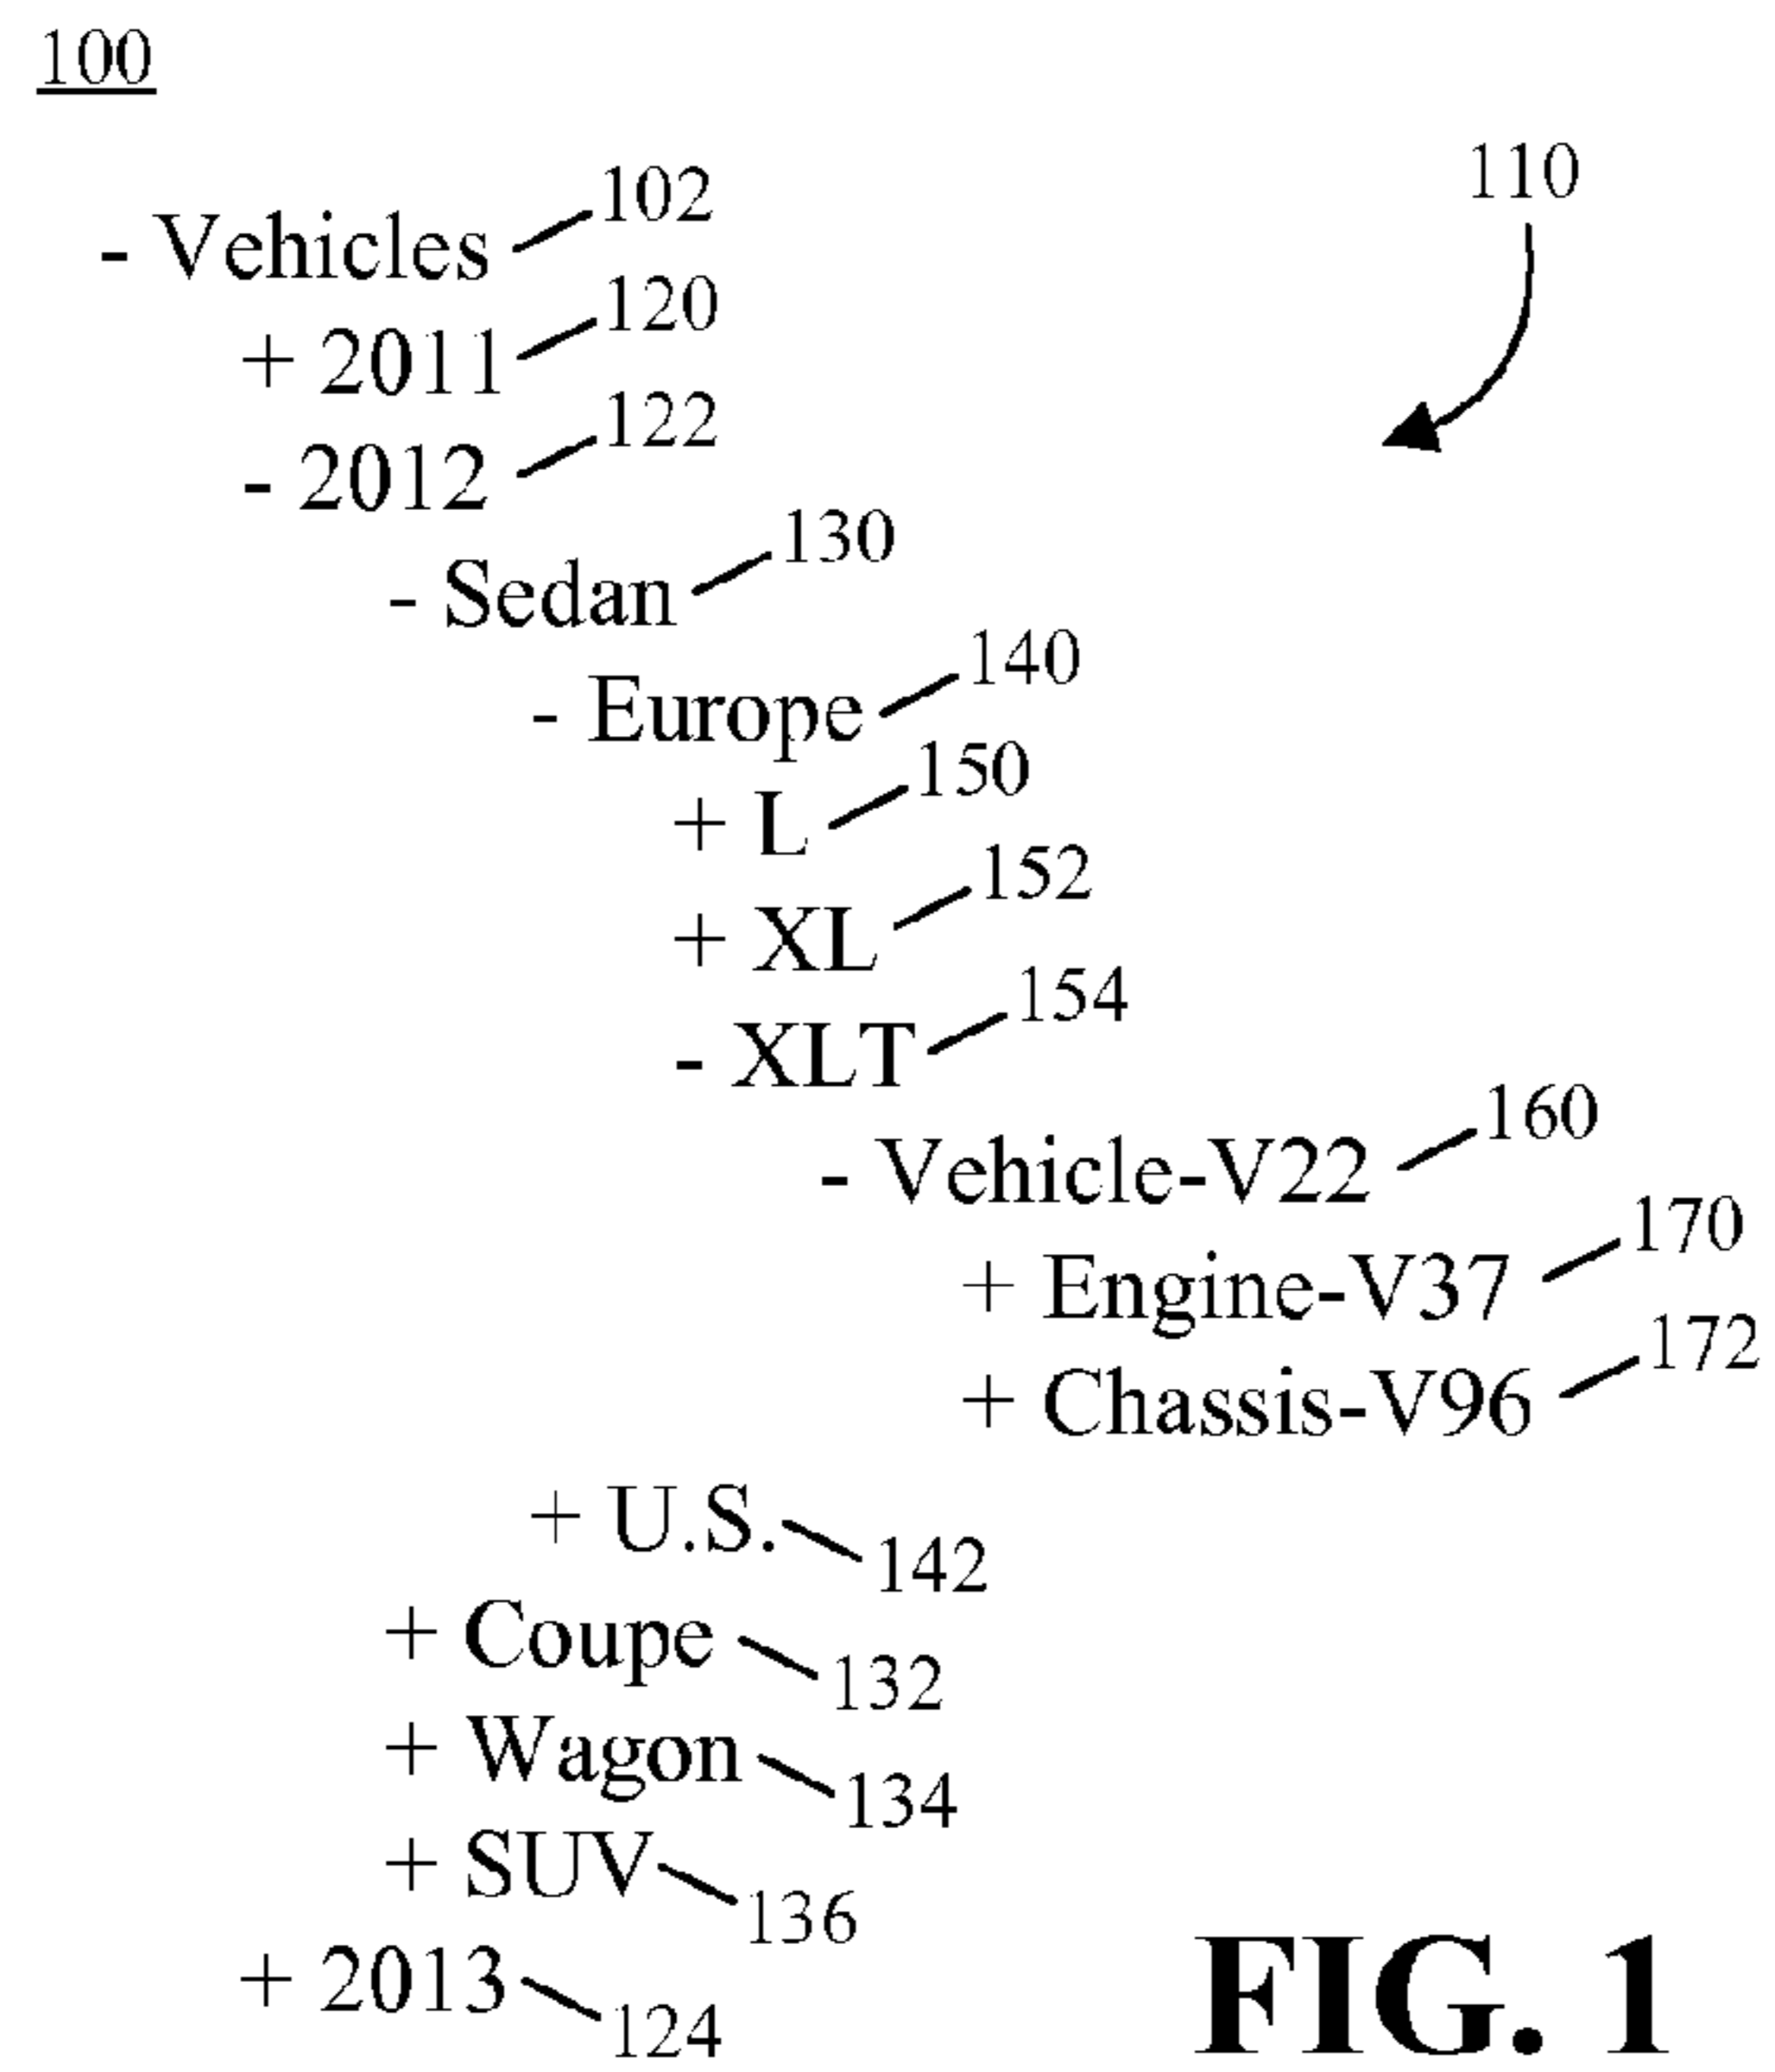 100
110
- Vehicles 102
+ 2011 120
- 2012 122
- Sedan 130
- Europe 140
+ L 150
+ XL 152
- XLT 154
- Vehicle-V22 160
+ Engine-V37 170
+ Chassis-V96 172
+ U.S. 142
+ Coupe 132
+ Wagon 134
+ SUV 136
+ 2013 124
FIG. 1